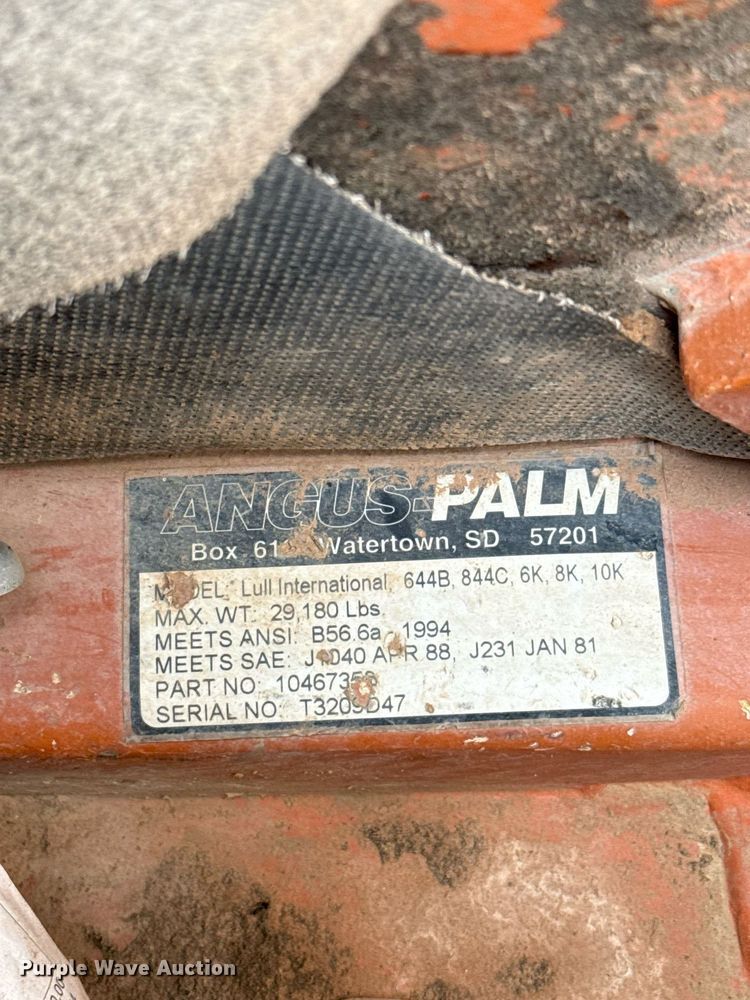 ANGUS-PALM
Box 61 Watertown, SD 57201
MODEL: Lull International, 644B, 844C, 6K, 8K, 10K
MAX. WT. 29,180 Lbs.
MEETS ANSI: B56.6a, 1994
MEETS SAE: J1040 APR 88, J231 JAN 81
PART NO:
SERIAL NO: T3209D47
Purple Wave Auction